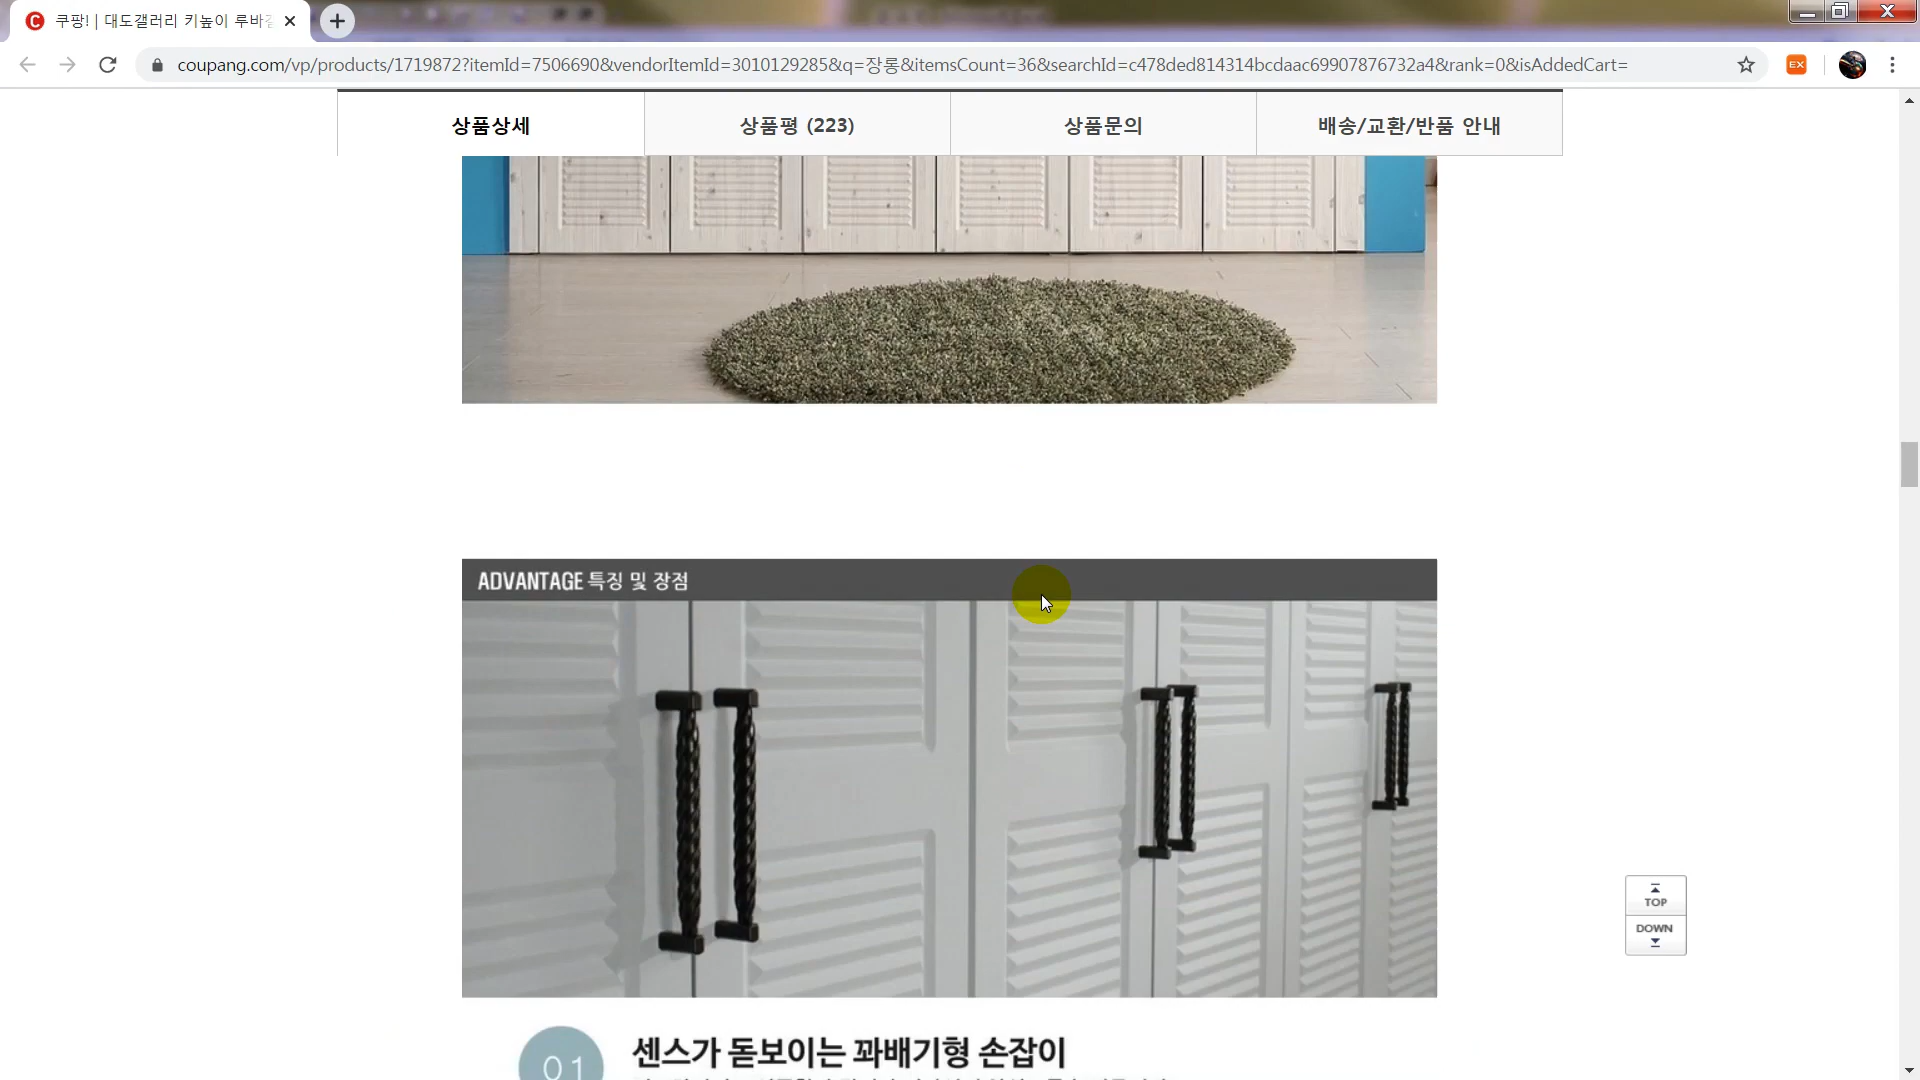 쿠팡! | 대도갤러리 키높이 루바
coupang.com/vp/products/1719872?itemId=7506690&vendorItemId=3010129285&q=장롱&itemsCount=36&searchId=c478ded814314bcdaac69907876732a4&rank=0&isAddedCart=
EX
상품상세
상품평 (223)
상품문의
배송/교환/반품 안내
ADVANTAGE 특징 및 장점
TOP
DOWN
01
센스가 돋보이는 꽈배기형 손잡이